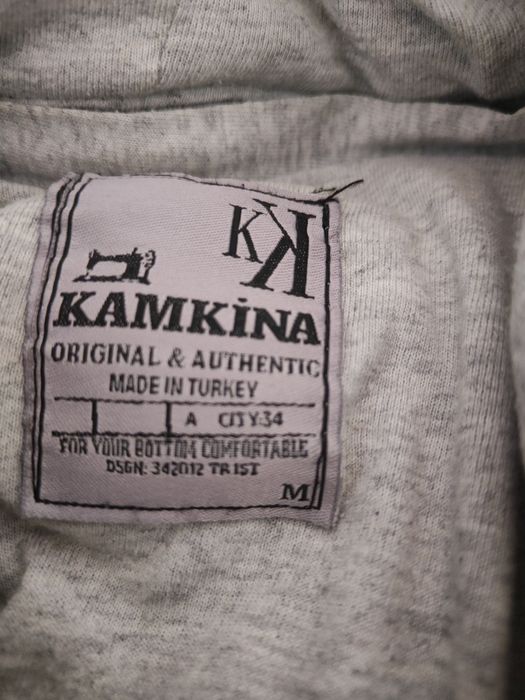 KK
KAMKİNA
ORIGINAL & AUTHENTIC
MADE IN TURKEY
A CITY:34
FOR YOUR BOTTOM COMFORTABLE
DSGN: 342012 TR IST
M